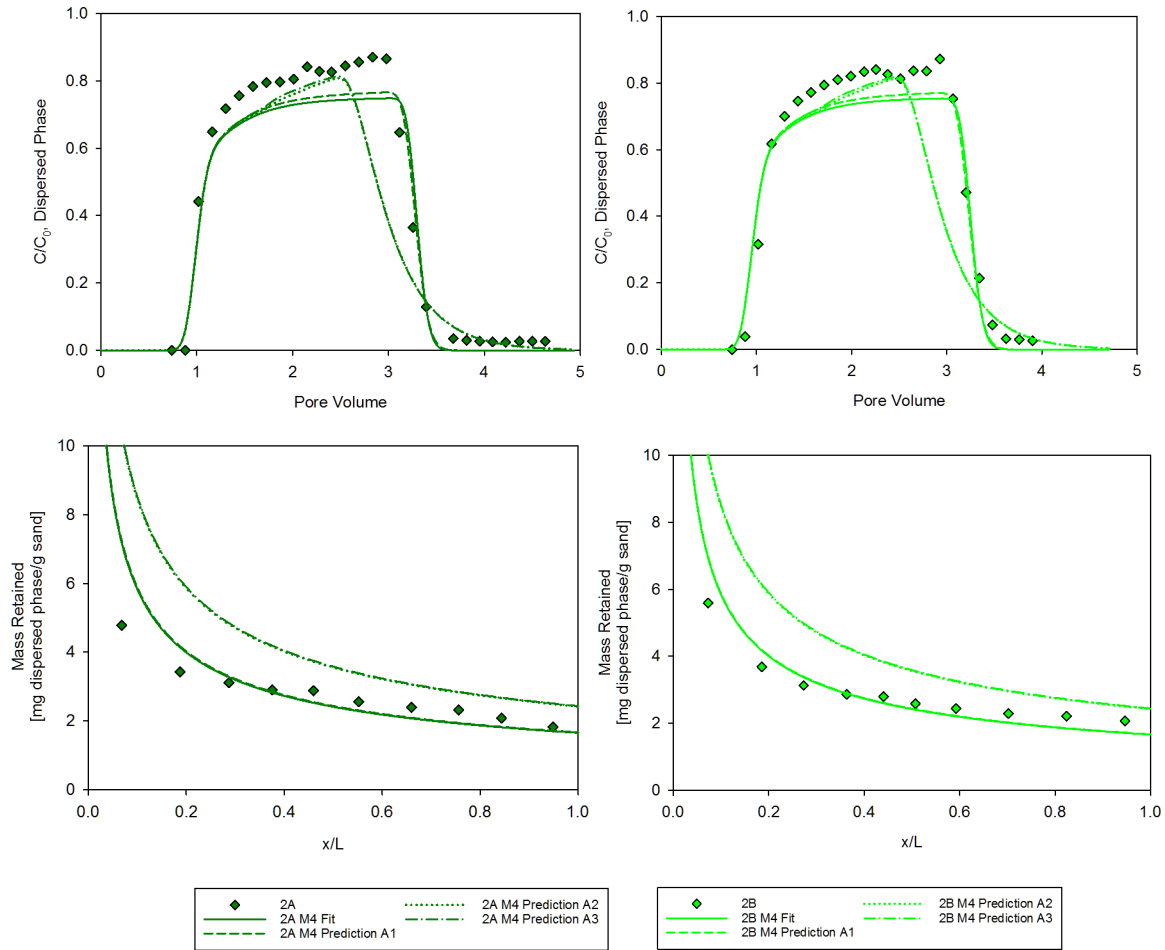 1.0
0.8
0.6
0.4
0.2
0.0
C/C0, Dispersed Phase
0 1 2 3 4 5
Pore Volume
1.0
0.8
0.6
0.4
0.2
0.0
C/C0, Dispersed Phase
0 1 2 3 4 5
Pore Volume
10
8
6
4
2
0
Mass Retained
[mg dispersed phase/g sand]
0.0 0.2 0.4 0.6 0.8 1.0
x/L
10
8
6
4
2
0
Mass Retained
[mg dispersed phase/g sand]
0.0 0.2 0.4 0.6 0.8 1.0
x/L
2A
2A M4 Fit
2A M4 Prediction A1
2A M4 Prediction A2
2A M4 Prediction A3
2B
2B M4 Fit
2B M4 Prediction A1
2B M4 Prediction A2
2B M4 Prediction A3